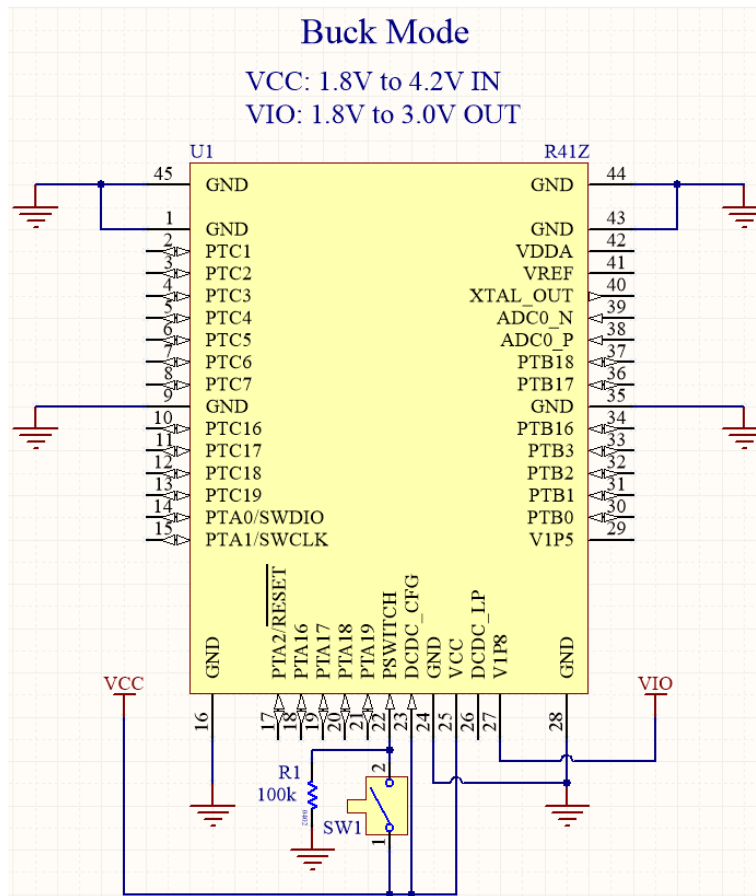 Buck Mode
VCC: 1.8V to 4.2V IN
VIO: 1.8V to 3.0V OUT
U1 R41Z
45 GND GND 44
1 GND GND 43
2 PTC1 VDDA 42
3 PTC2 VREF 41
4 PTC3 XTAL_OUT 40
5 PTC4 ADC0_N 39
6 PTC5 ADC0_P 38
7 PTC6 PTB18 37
8 PTC7 PTB17 36
9 GND GND 35
10 PTC16 PTB16 34
11 PTC17 PTB3 33
12 PTC18 PTB2 32
13 PTC19 PTB1 31
14 PTA0/SWDIO PTB0 30
15 PTA1/SWCLK V1P5 29
GND
PTA2/RESET
PTA16
PTA17
PTA18
PTA19
PSWITCH
DCDC_CFG
GND
VCC
DCDC_LP
V1P8
GND
VCC VIO
16 17 18 19 20 21 22 23 24 25 26 27 28
R1
100k
0402
2
SW1
1